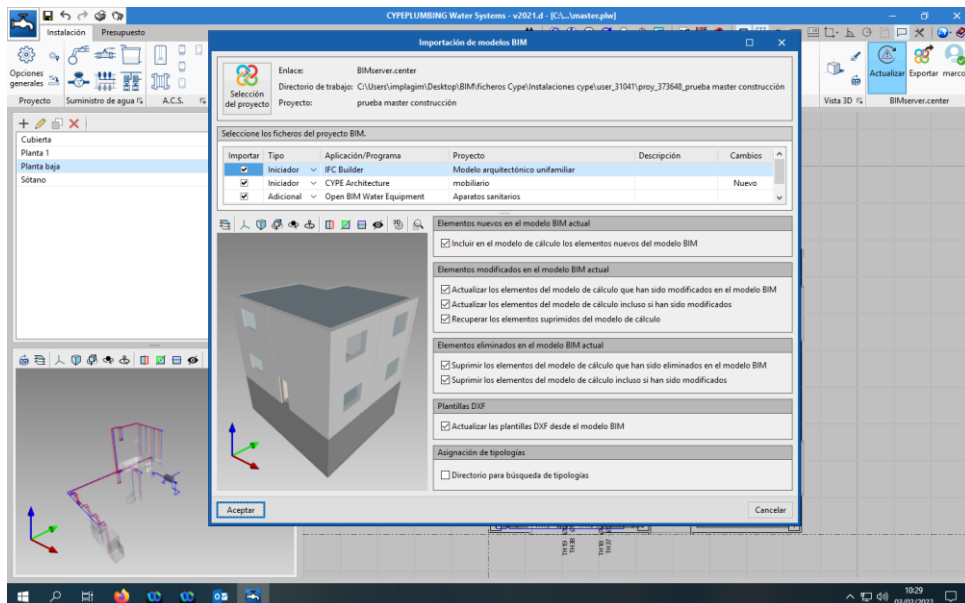 CYPEPLUMBING Water Systems - v2021.d - [C:\...\master.plw]
Instalación Presupuesto
Opciones generales
Proyecto Suministro de agua A.C.S.
Vista 3D
Actualizar Exportar marco
BIMserver.center
Cubierta
Planta 1
Planta baja
Sótano
Importación de modelos BIM
Selección del proyecto
Enlace: BIMserver.center
Directorio de trabajo: C:\Users\implagim\Desktop\BIM\ficheros Cype\Instalaciones cype\user_31041\proy_373648_prueba master construcción
Proyecto: prueba master construcción
Seleccione los ficheros del proyecto BIM.
Importar Tipo Aplicación/Programa Proyecto Descripción Cambios
Iniciador IFC Builder Modelo arquitectónico unifamiliar
Iniciador CYPE Architecture mobiliario Nuevo
Adicional Open BIM Water Equipment Aparatos sanitarios
Elementos nuevos en el modelo BIM actual
Incluir en el modelo de cálculo los elementos nuevos del modelo BIM
Elementos modificados en el modelo BIM actual
Actualizar los elementos del modelo de cálculo que han sido modificados en el modelo BIM
Actualizar los elementos del modelo de cálculo incluso si han sido modificados
Recuperar los elementos suprimidos del modelo de cálculo
Elementos eliminados en el modelo BIM actual
Suprimir los elementos del modelo de cálculo que han sido eliminados en el modelo BIM
Suprimir los elementos del modelo de cálculo incluso si han sido modificados
Plantillas DXF
Actualizar las plantillas DXF desde el modelo BIM
Asignación de tipologías
Directorio para búsqueda de tipologías
Aceptar Cancelar
10:29